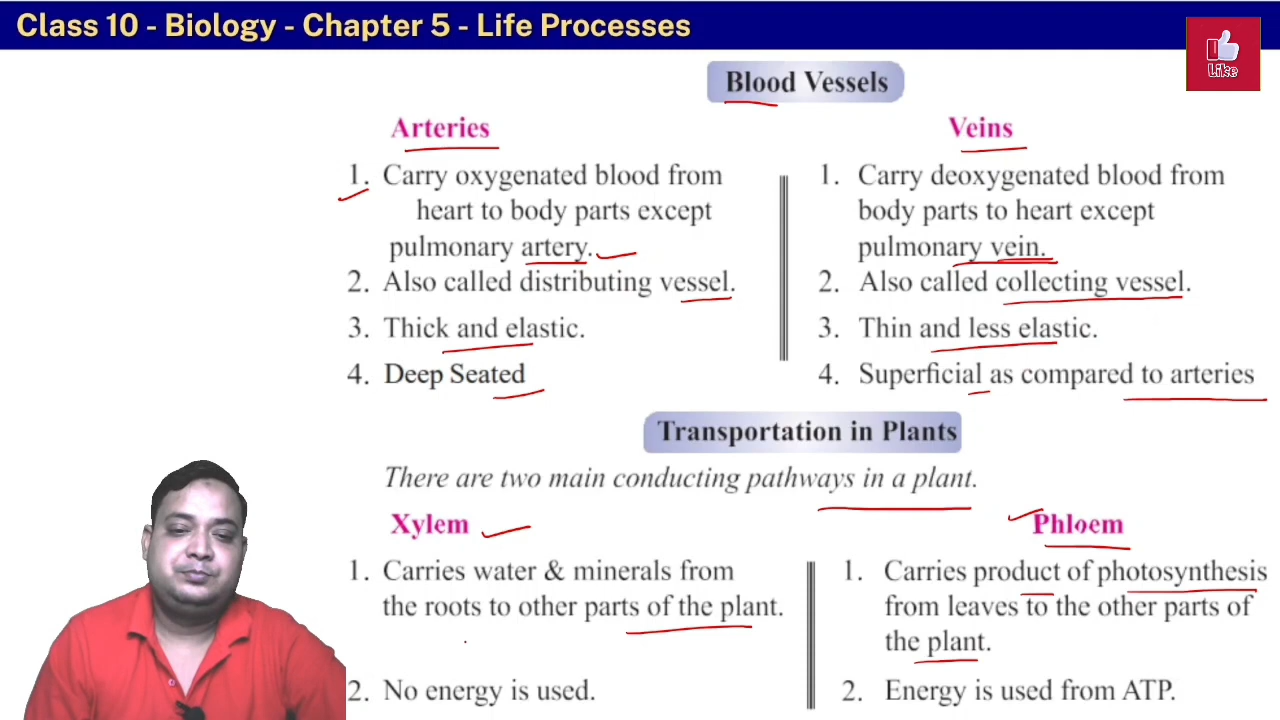 Class 10 - Biology - Chapter 5 - Life Processes
Like
Blood Vessels
Arteries
1. Carry oxygenated blood from
heart to body parts except
pulmonary artery.
2. Also called distributing vessel.
3. Thick and elastic.
4. Deep Seated
Veins
1. Carry deoxygenated blood from
body parts to heart except
pulmonary vein.
2. Also called collecting vessel.
3. Thin and less elastic.
4. Superficial as compared to arteries
Transportation in Plants
There are two main conducting pathways in a plant.
Xylem
1. Carries water & minerals from
the roots to other parts of the plant.
2. No energy is used.
Phloem
1. Carries product of photosynthesis
from leaves to the other parts of
the plant.
2. Energy is used from ATP.